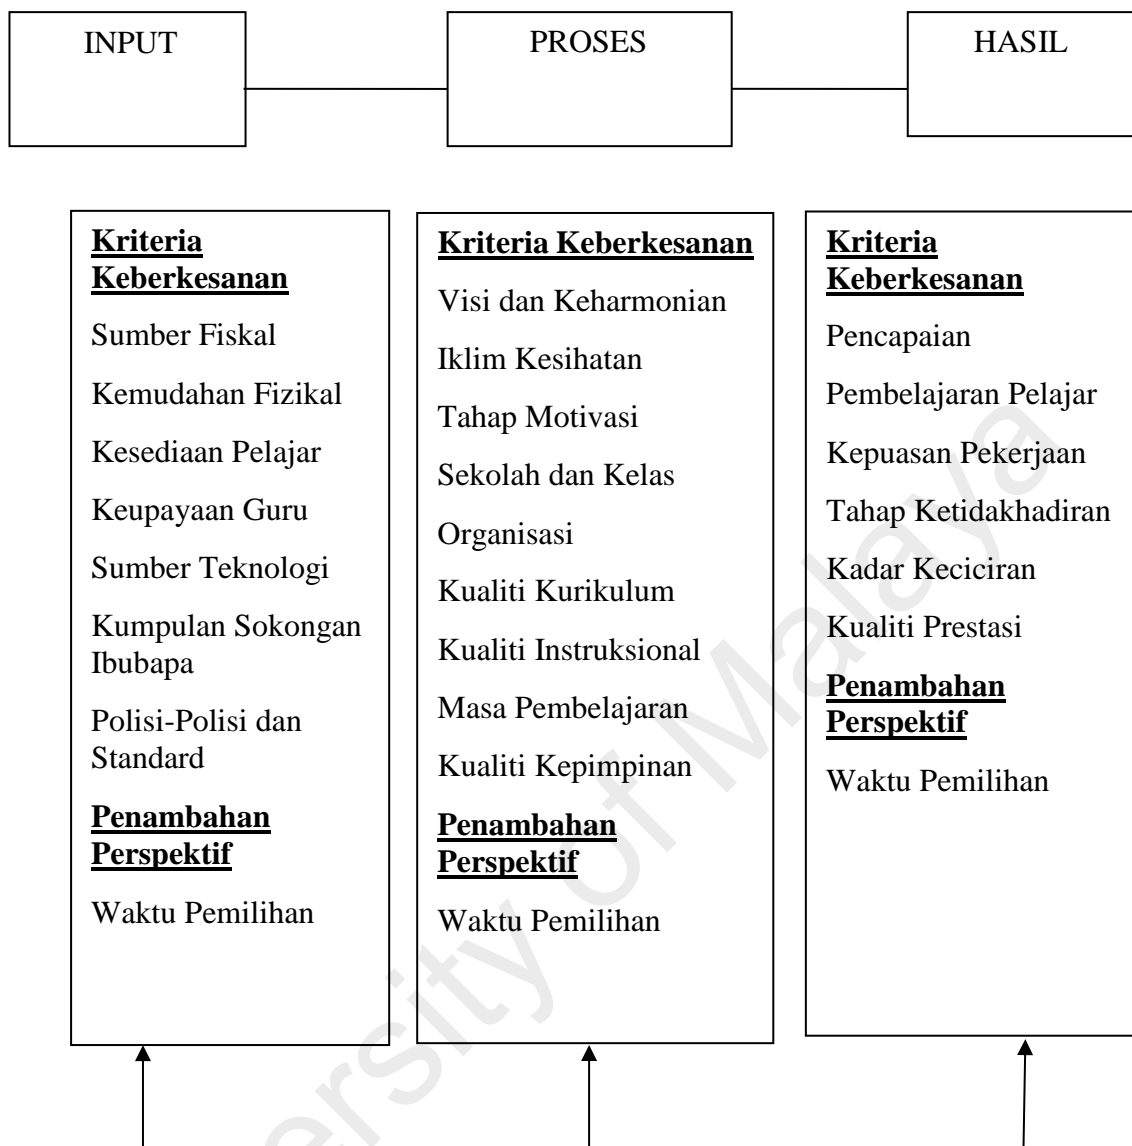 INPUT
PROSES
HASIL
Kriteria
Keberkesanan
Sumber Fiskal
Kemudahan Fizikal
Kesediaan Pelajar
Keupayaan Guru
Sumber Teknologi
Kumpulan Sokongan
Ibubapa
Polisi-Polisi dan
Standard
Penambahan
Perspektif
Waktu Pemilihan
Kriteria Keberkesanan
Visi dan Keharmonian
Iklim Kesihatan
Tahap Motivasi
Sekolah dan Kelas
Organisasi
Kualiti Kurikulum
Kualiti Instruksional
Masa Pembelajaran
Kualiti Kepimpinan
Penambahan
Perspektif
Waktu Pemilihan
Kriteria
Keberkesanan
Pencapaian
Pembelajaran Pelajar
Kepuasan Pekerjaan
Tahap Ketidakhadiran
Kadar Keciciran
Kualiti Prestasi
Penambahan
Perspektif
Waktu Pemilihan
ersity of Malaya